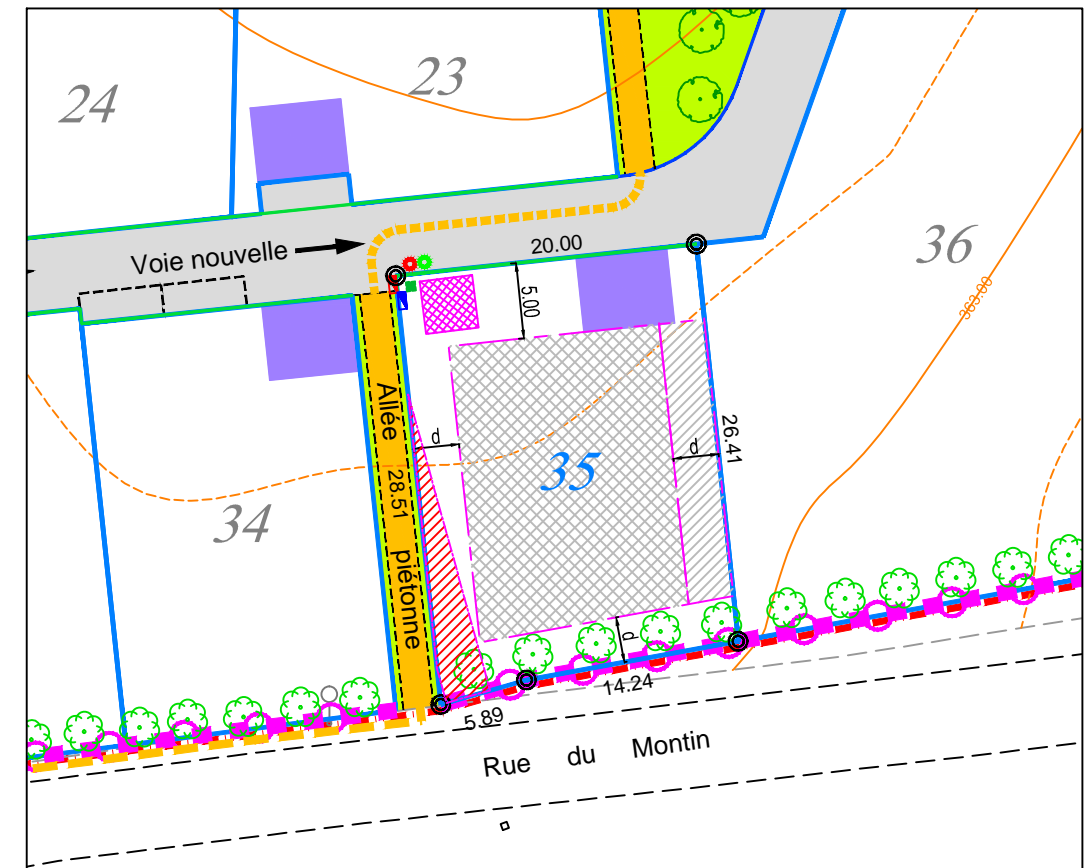 23
24
36
Voie nouvelle
20.00
5.00
363.00
Allée
28.51
piétonne
d
35
d
26.41
34
d
14.24
5.89
Rue du Montin